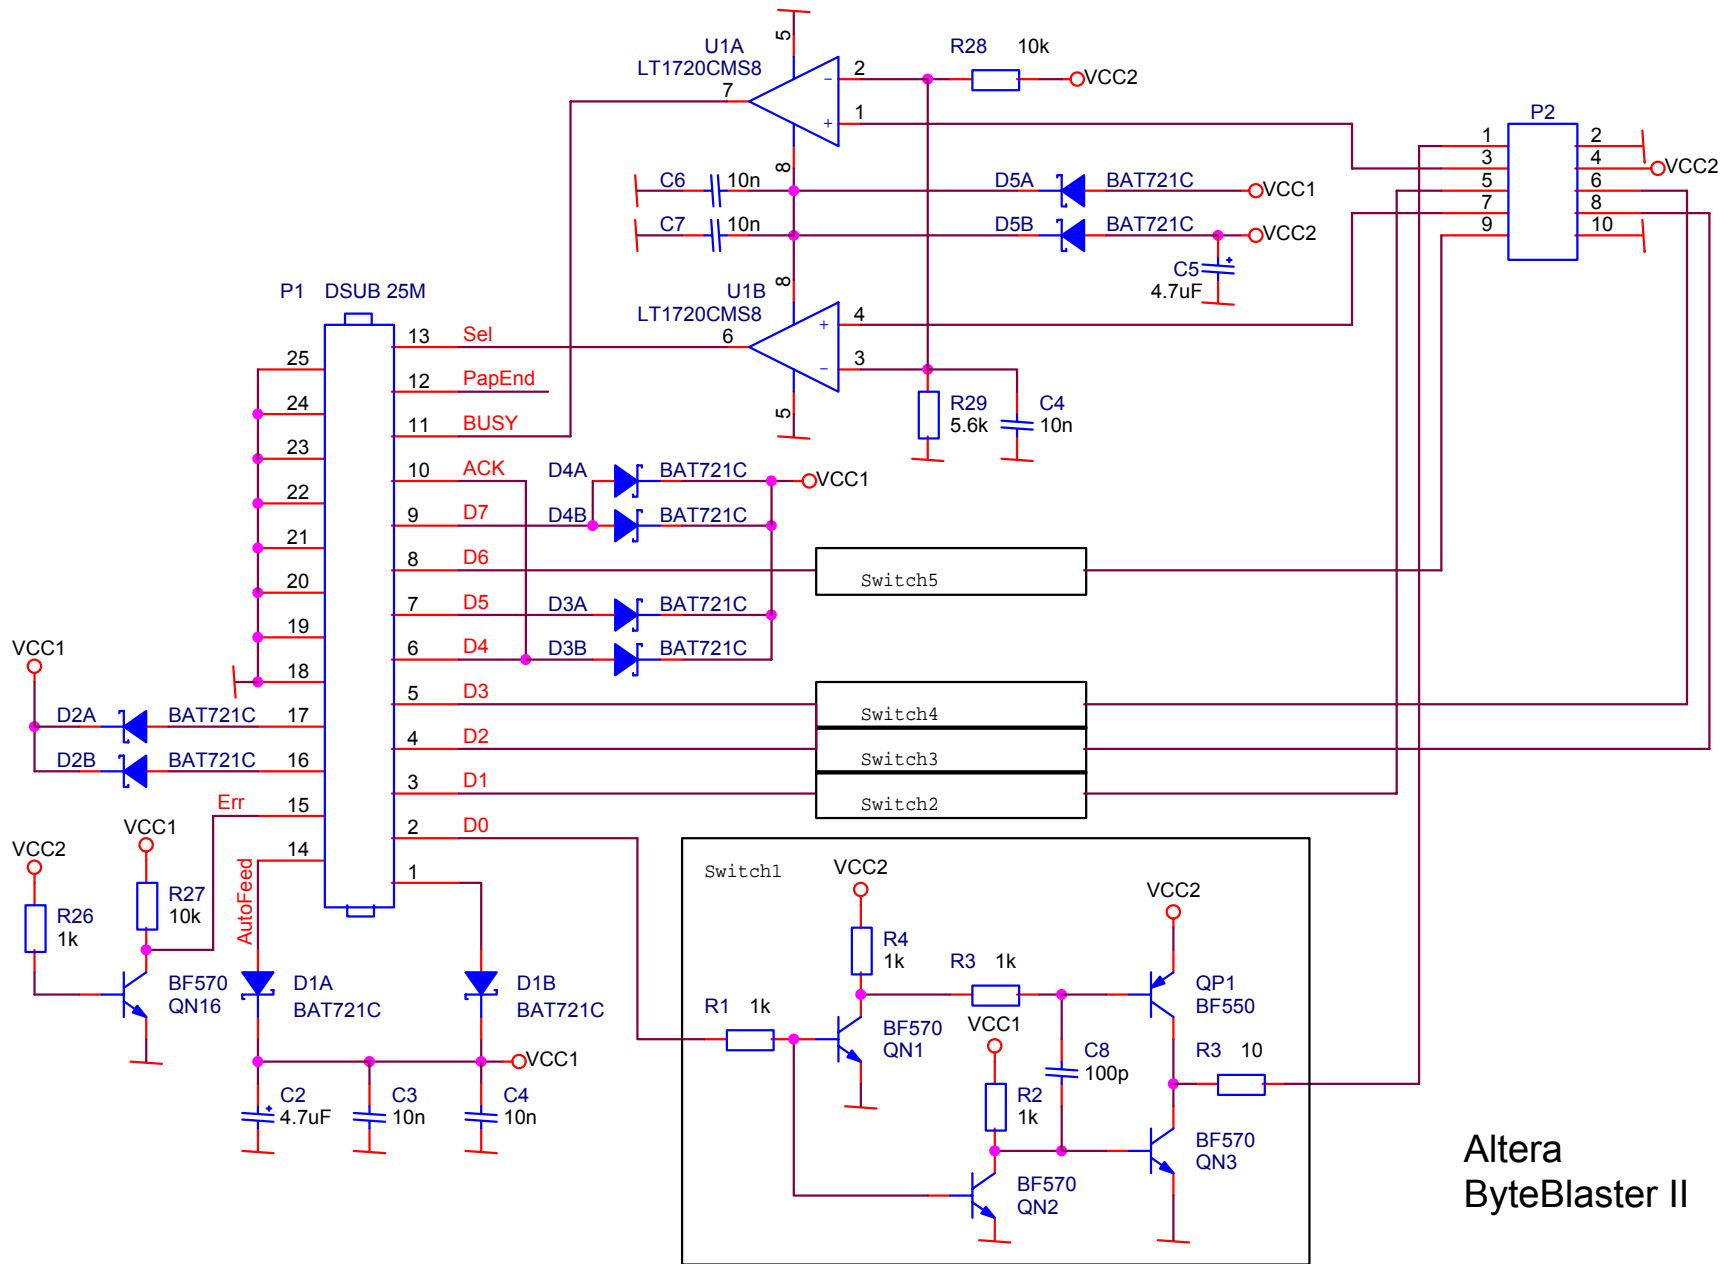 5
U1A
LT1720CMS8
7
2
1
8
R28 10k
VCC2
P2
1 2
3 4 VCC2
5 6
7 8
9 10
C6 10n
D5A BAT721C
VCC1
C7 10n
D5B BAT721C
VCC2
C5
4.7uF
8
U1B
LT1720CMS8
6
4
3
5
R29
5.6k
C4
10n
P1 DSUB 25M
13 Sel
12 PapEnd
11 BUSY
10 ACK
9 D7
8 D6
7 D5
6 D4
5 D3
4 D2
3 D1
2 D0
1
25
24
23
22
21
20
19
18
17
16
15
14
D4A BAT721C
VCC1
D4B BAT721C
D3A BAT721C
D3B BAT721C
Switch5
Switch4
Switch3
Switch2
VCC1
D2A BAT721C
D2B BAT721C
Err
AutoFeed
VCC2
VCC1
R26
1k
R27
10k
BF570
QN16
D1A
BAT721C
D1B
BAT721C
VCC1
C2
4.7uF
C3
10n
C4
10n
Switch1
VCC2
VCC2
R4
1k
R3 1k
R1 1k
BF570
QN1
VCC1
QP1
BF550
C8
100p
R3 10
R2
1k
BF570
QN2
BF570
QN3
Altera
ByteBlaster II
+
-
+
-
+
+